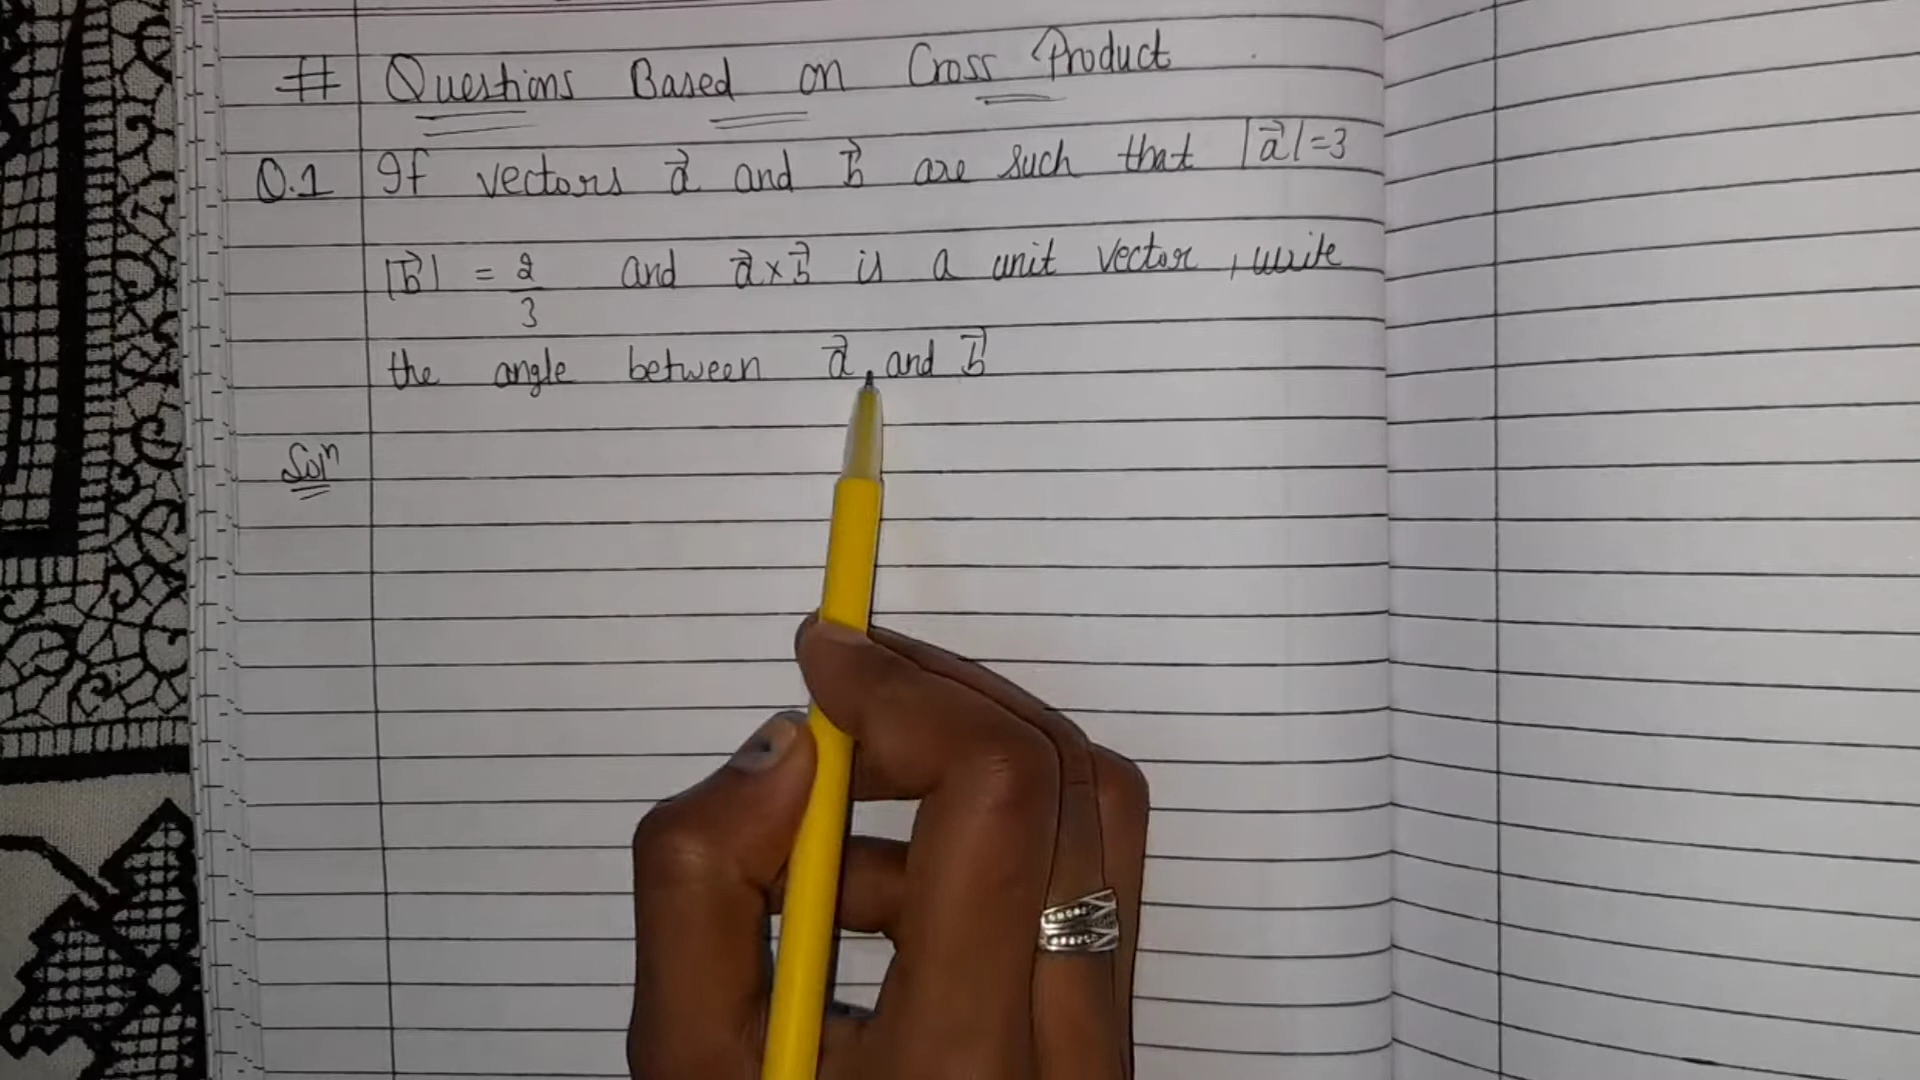 # Questions Based on Cross Product
Q.1 If vectors a⃗ and b⃗ are such that |a⃗|=3
|b⃗| = 2/3 and a⃗×b⃗ is a unit vector, write
the angle between a⃗ and b⃗
Solⁿ